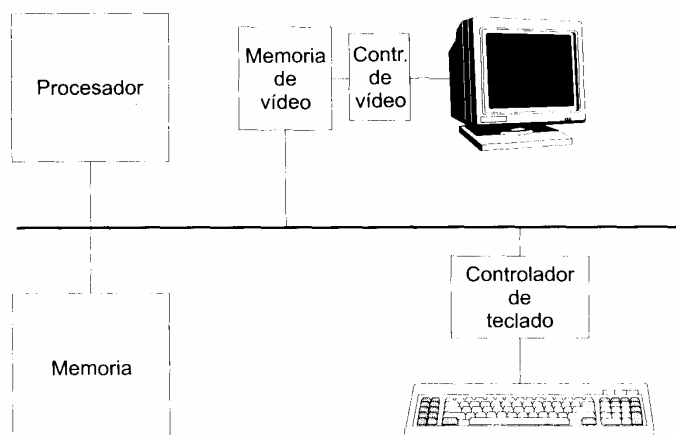 Procesador
Memoria
de
vídeo
Contr.
de
vídeo
Controlador
de
teclado
Memoria